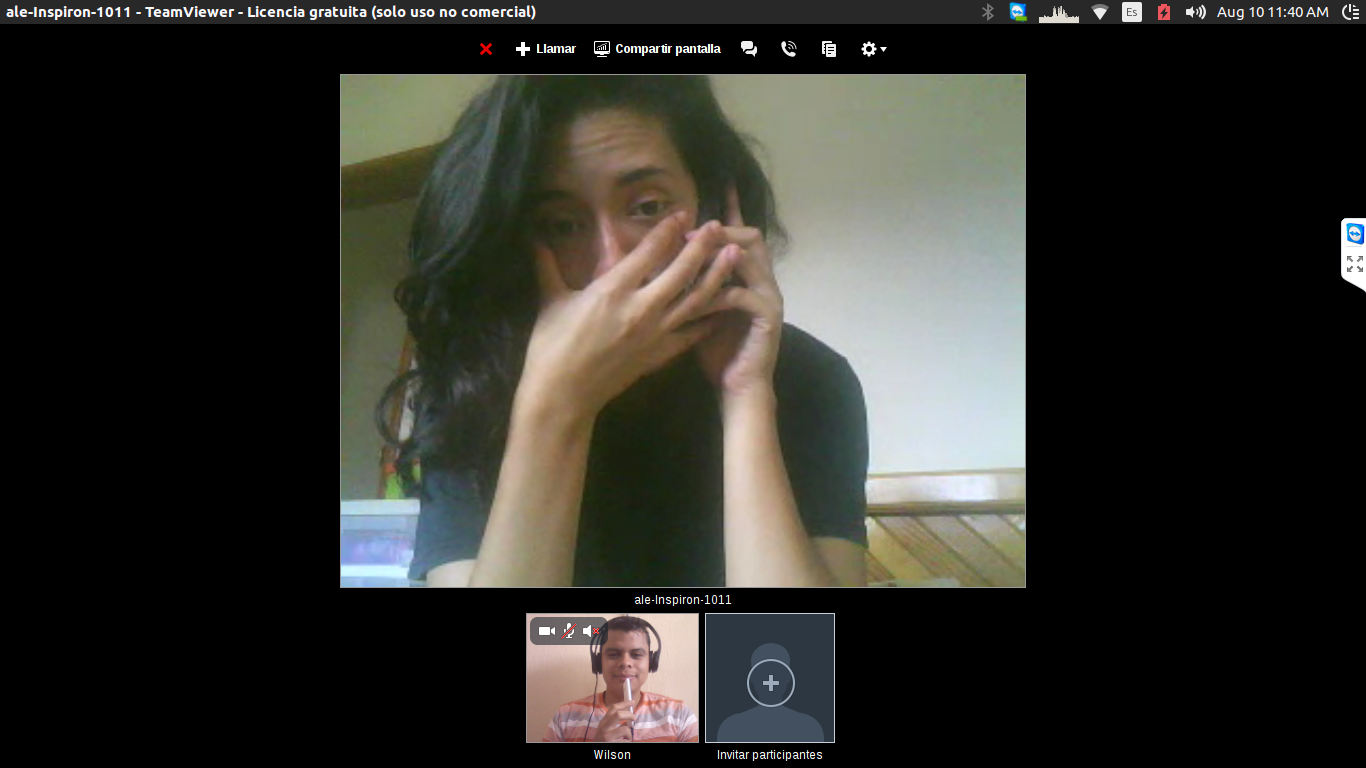 ale-Inspiron-1011 - TeamViewer - Licencia gratuita (solo uso no comercial)
Es
Aug 10 11:40 AM
Llamar
Compartir pantalla
ale-Inspiron-1011
Wilson
Invitar participantes